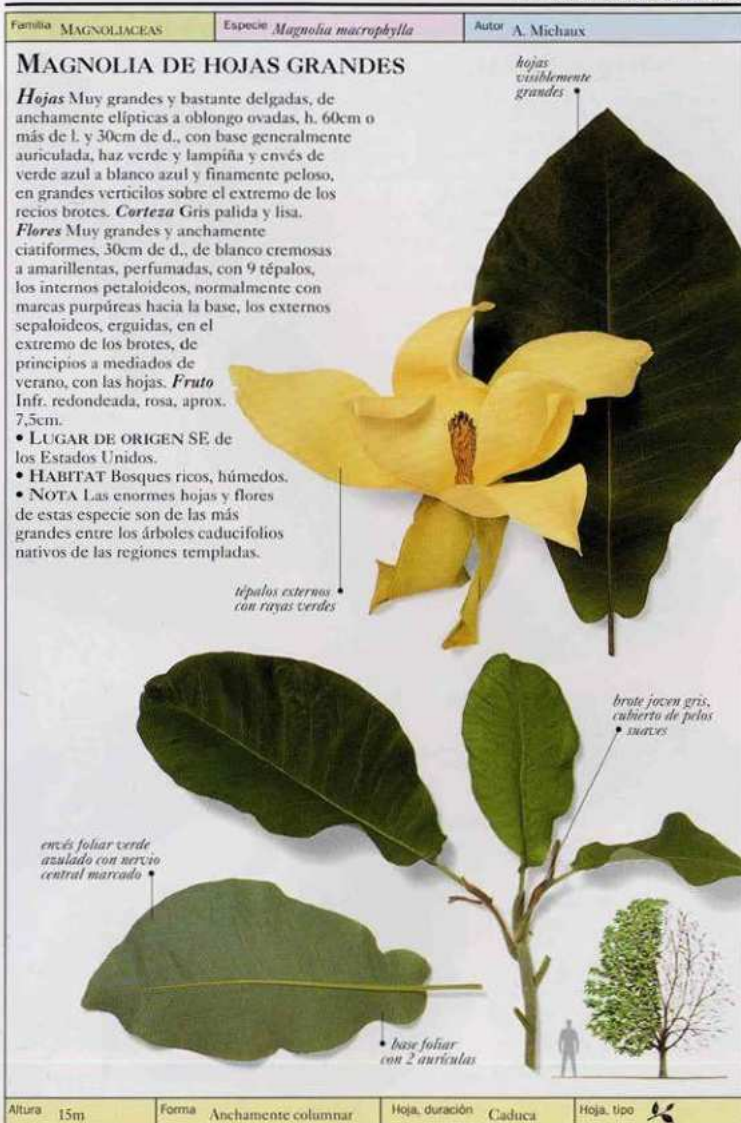 Familia MAGNOLIACEAS Especie Magnolia macrophylla Autor A. Michaux
MAGNOLIA DE HOJAS GRANDES
Hojas Muy grandes y bastante delgadas, de
anchamente elípticas a oblongo ovadas, h. 60cm o
más de l. y 30cm de d., con base generalmente
auriculada, haz verde y lampiña y envés de
verde azul a blanco azul y finamente peloso,
en grandes verticilos sobre el extremo de los
recios brotes. Corteza Gris palida y lisa.
Flores Muy grandes y anchamente
ciatiformes, 30cm de d., de blanco cremosas
a amarillentas, perfumadas, con 9 tépalos,
los internos petaloideos, normalmente con
marcas purpúreas hacia la base, los externos
sepaloideos, erguidas, en el
extremo de los brotes, de
principios a mediados de
verano, con las hojas. Fruto
Infr. redondeada, rosa, aprox.
7,5cm.
• LUGAR DE ORIGEN SE de
los Estados Unidos.
• HABITAT Bosques ricos, húmedos.
• NOTA Las enormes hojas y flores
de estas especie son de las más
grandes entre los árboles caducifolios
nativos de las regiones templadas.
hojas
visiblemente
grandes
tépalos externos
con rayas verdes
brote joven gris,
cubierto de pelos
suaves
envés foliar verde
azulado con nervio
central marcado
base foliar
con 2 aurículas
Altura 15m Forma Anchamente columnar Hoja, duración Caduca Hoja, tipo